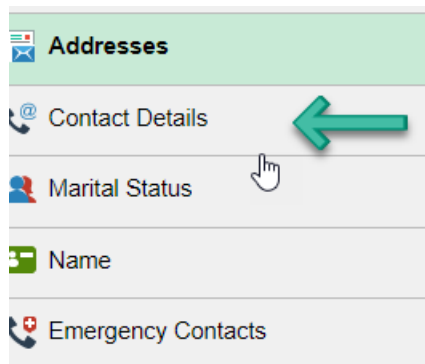 Addresses
Contact Details
Marital Status
Name
Emergency Contacts